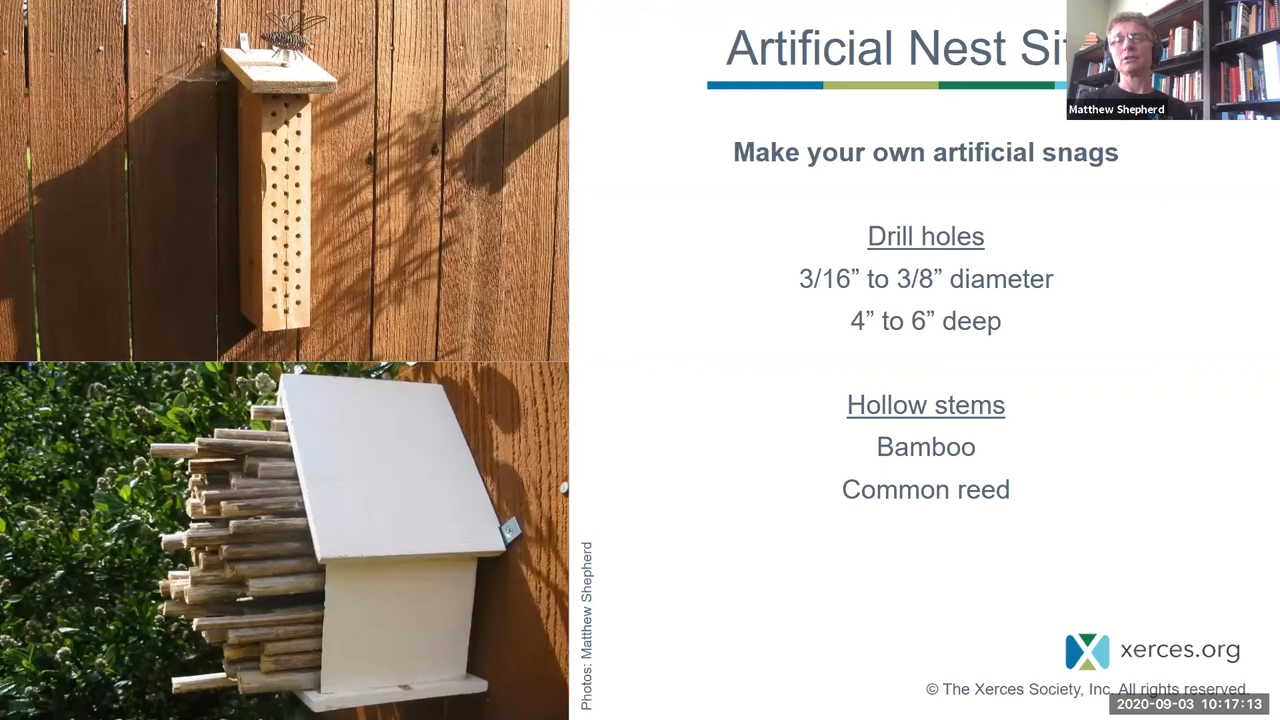 Artificial Nest Si
Matthew Shepherd
Make your own artificial snags
Drill holes
3/16” to 3/8” diameter
4” to 6” deep
Hollow stems
Bamboo
Common reed
Photos: Matthew Shepherd
xerces.org
© The Xerces Society, Inc. All rights reserved.
2020-09-03 10:17:13